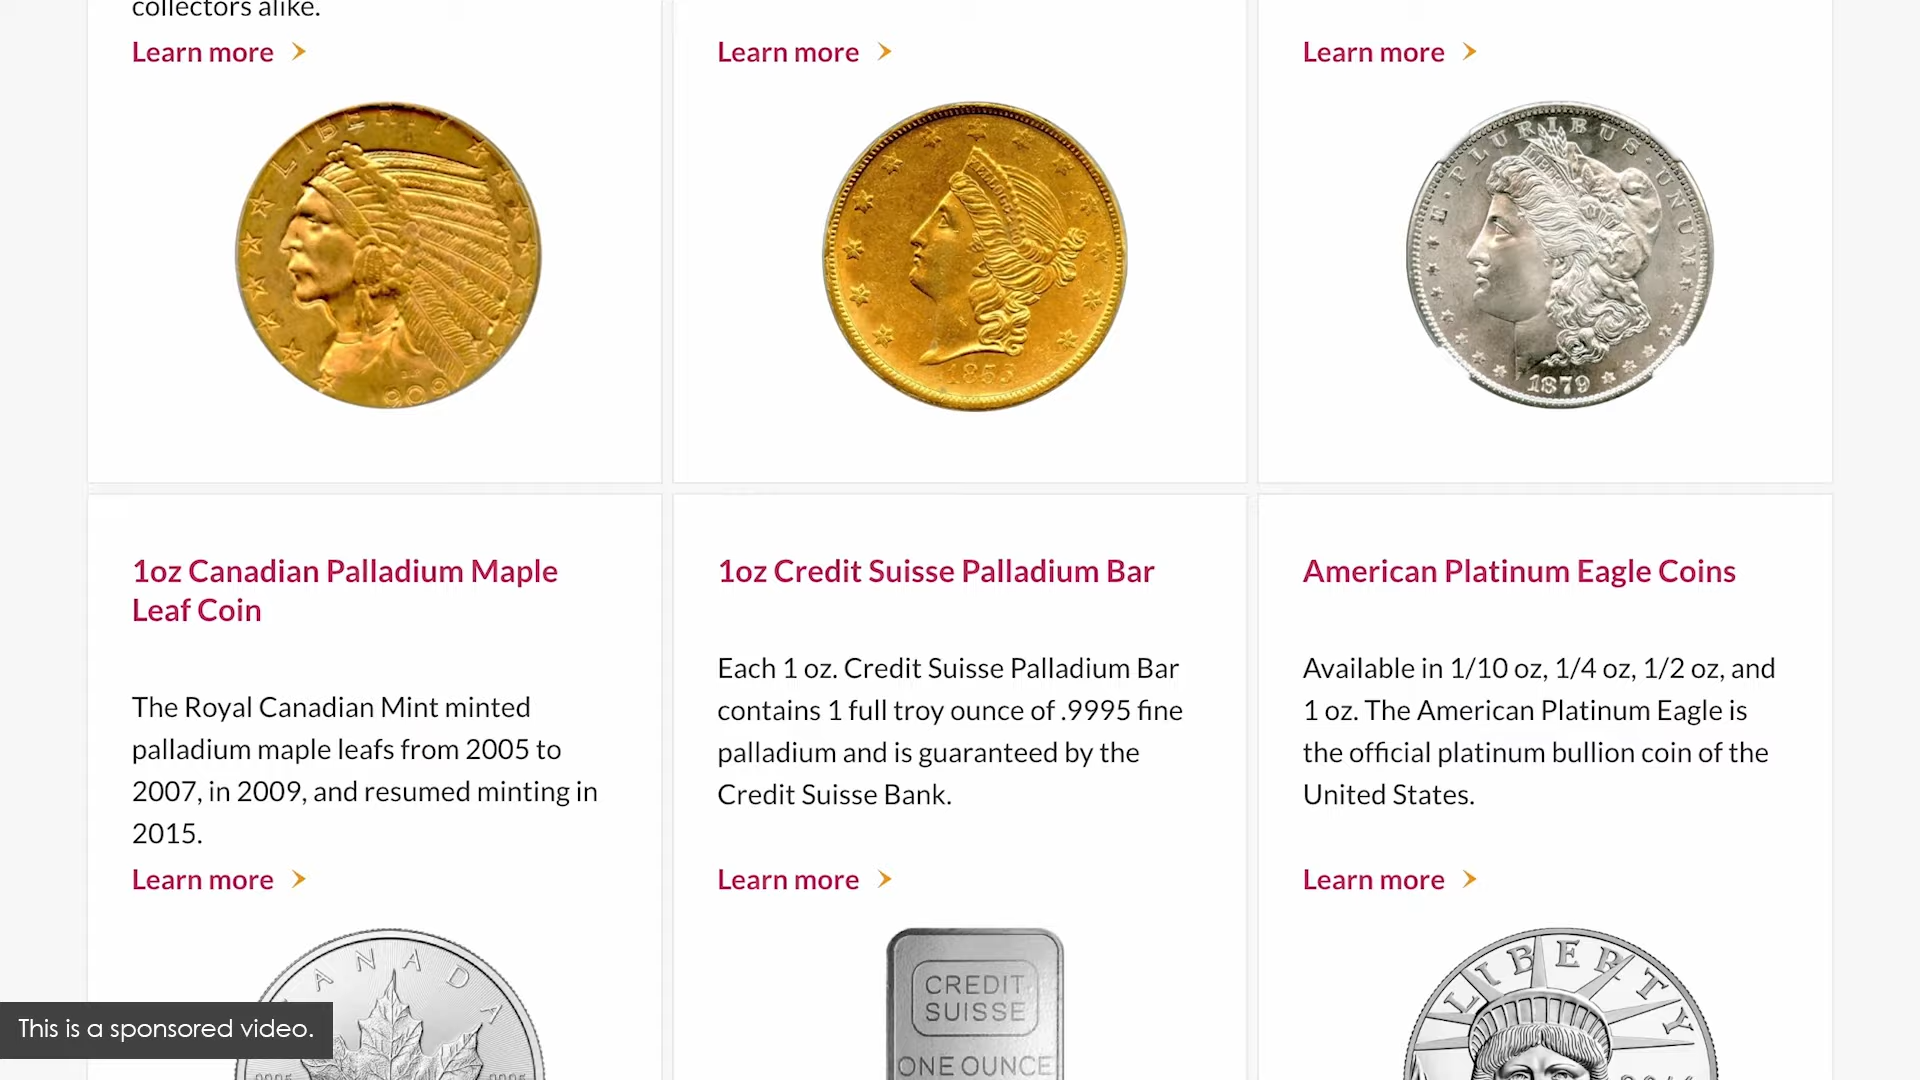 collectors alike.
Learn more
Learn more
Learn more
LIBERTY
1853
E · PLURIBUS · UNUM
1879
1oz Canadian Palladium Maple
Leaf Coin
1oz Credit Suisse Palladium Bar
American Platinum Eagle Coins
The Royal Canadian Mint minted
palladium maple leafs from 2005 to
2007, in 2009, and resumed minting in
2015.
Each 1 oz. Credit Suisse Palladium Bar
contains 1 full troy ounce of .9995 fine
palladium and is guaranteed by the
Credit Suisse Bank.
Available in 1/10 oz, 1/4 oz, 1/2 oz, and
1 oz. The American Platinum Eagle is
the official platinum bullion coin of the
United States.
Learn more
Learn more
Learn more
CANADA
CREDIT
SUISSE
ONE OUNCE
LIBERTY
This is a sponsored video.